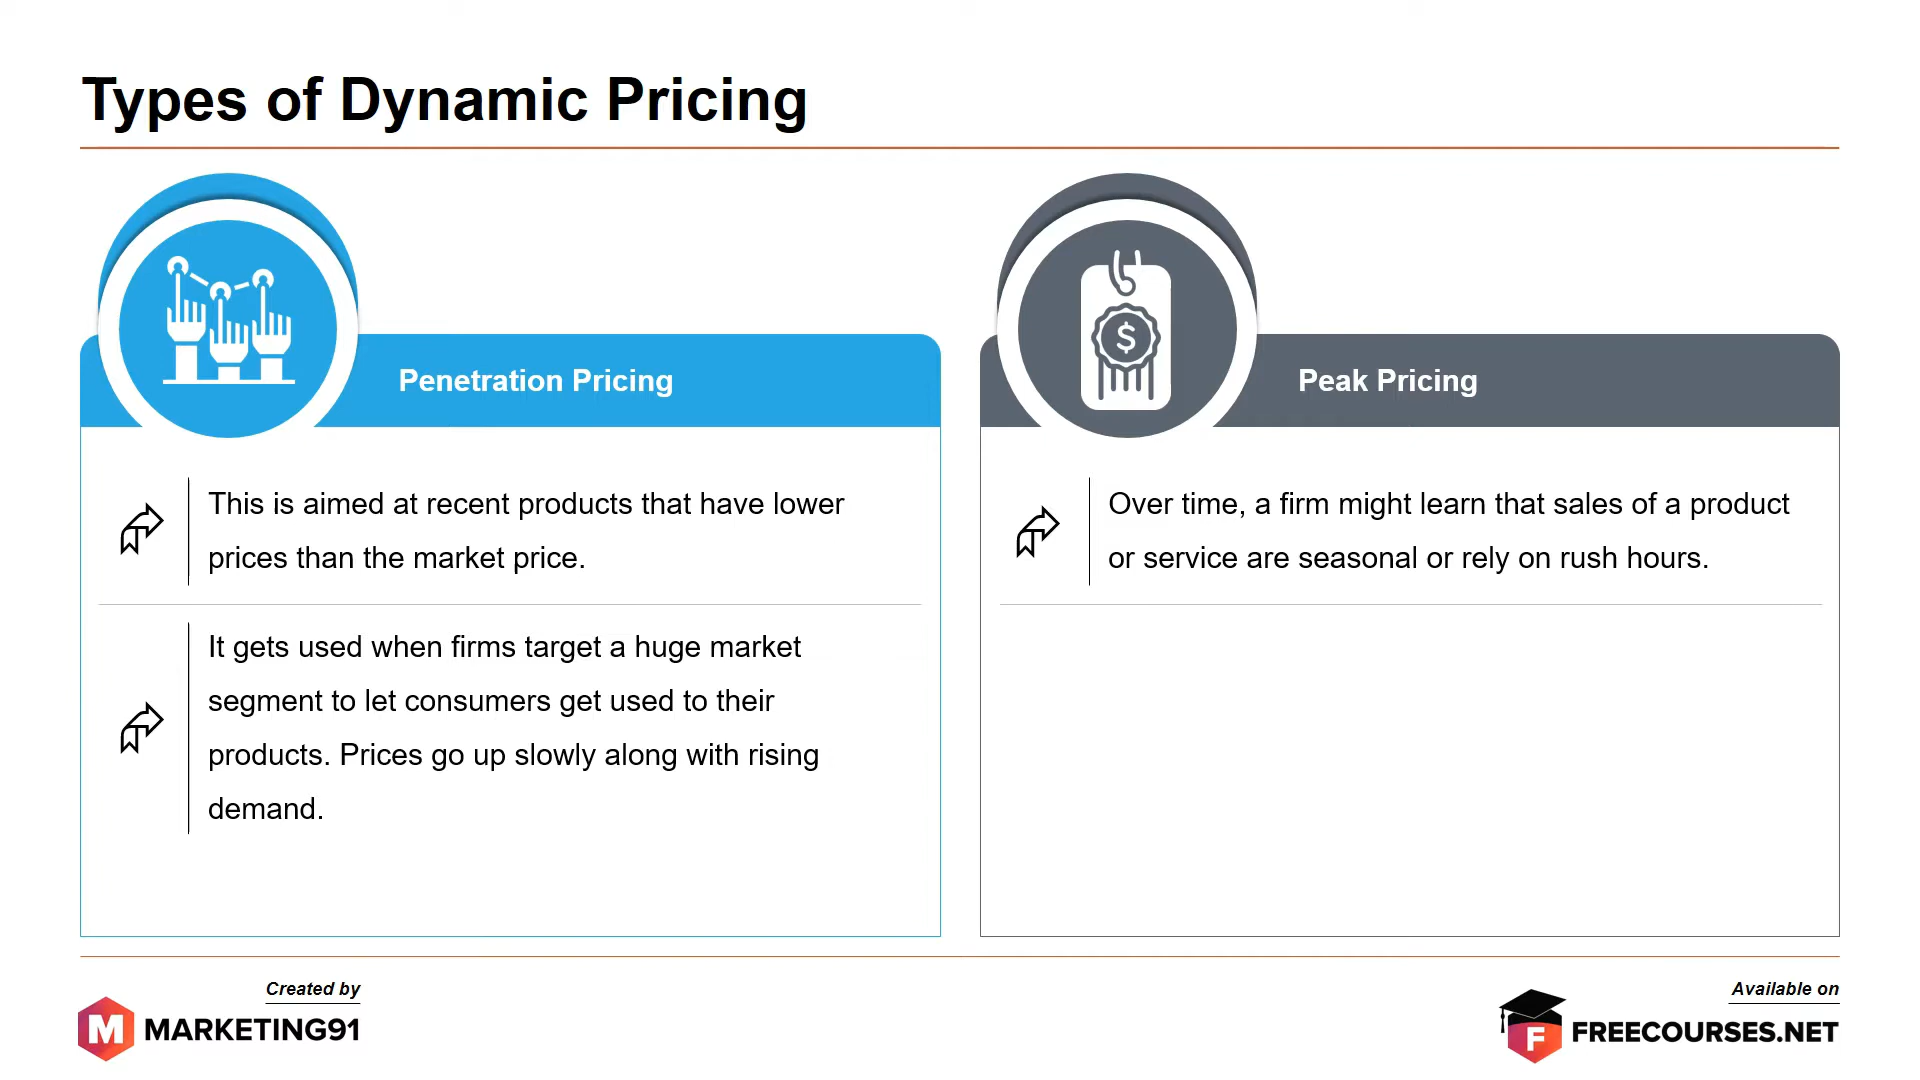 Types of Dynamic Pricing
Penetration Pricing
This is aimed at recent products that have lower
prices than the market price.
It gets used when firms target a huge market
segment to let consumers get used to their
products. Prices go up slowly along with rising
demand.
$
Peak Pricing
Over time, a firm might learn that sales of a product
or service are seasonal or rely on rush hours.
Created by
M MARKETING91
Available on
F FREECOURSES.NET